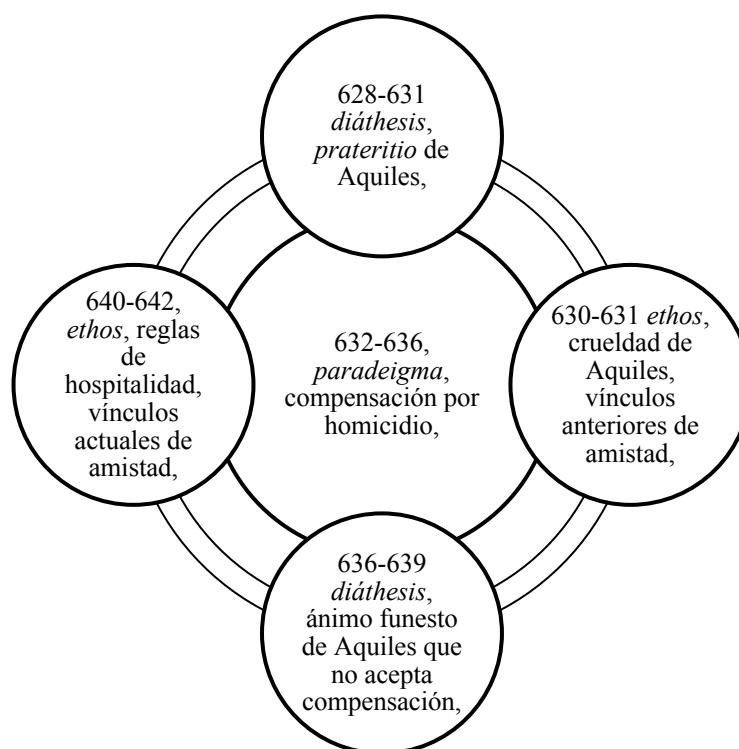 628-631
diáthesis,
prateritio de
Aquiles,
640-642,
ethos, reglas
de
hospitalidad,
vínculos
actuales de
amistad,
632-636,
paradeigma,
compensación por
homicidio,
630-631 ethos,
crueldad de
Aquiles,
vínculos
anteriores de
amistad,
636-639
diáthesis,
ánimo funesto
de Aquiles que
no acepta
compensación,